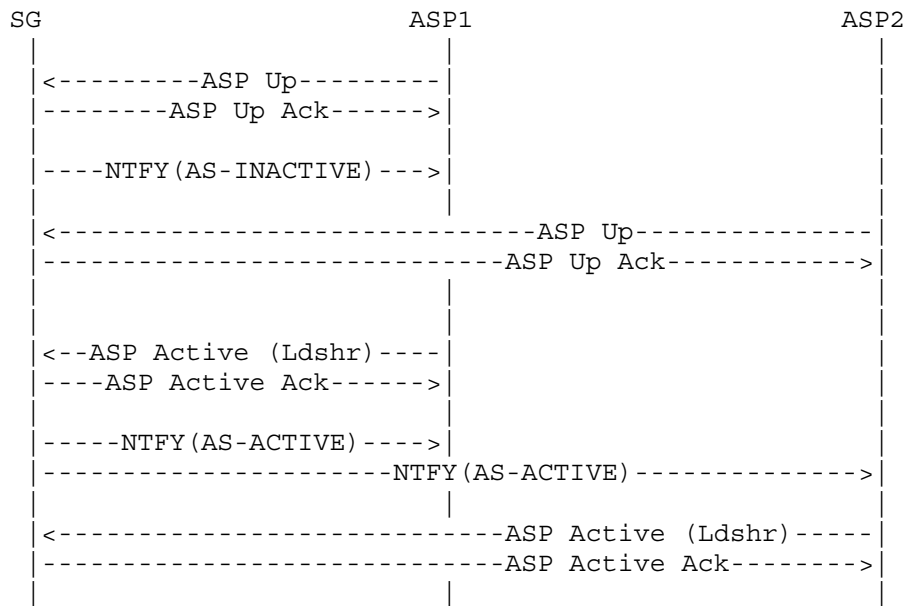 SG ASP1 ASP2
| | |
|<---------ASP Up---------| |
|--------ASP Up Ack------>| |
| | |
|----NTFY(AS-INACTIVE)--->| |
| | |
|<------------------------------ASP Up---------------|
|-----------------------------ASP Up Ack------------>|
| | |
| | |
|<--ASP Active (Ldshr)----| |
|----ASP Active Ack------>| |
| | |
|-----NTFY(AS-ACTIVE)---->| |
|----------------------NTFY(AS-ACTIVE)-------------->|
| | |
|<-----------------------------ASP Active (Ldshr)-----|
|-----------------------------ASP Active Ack-------->|
| | |